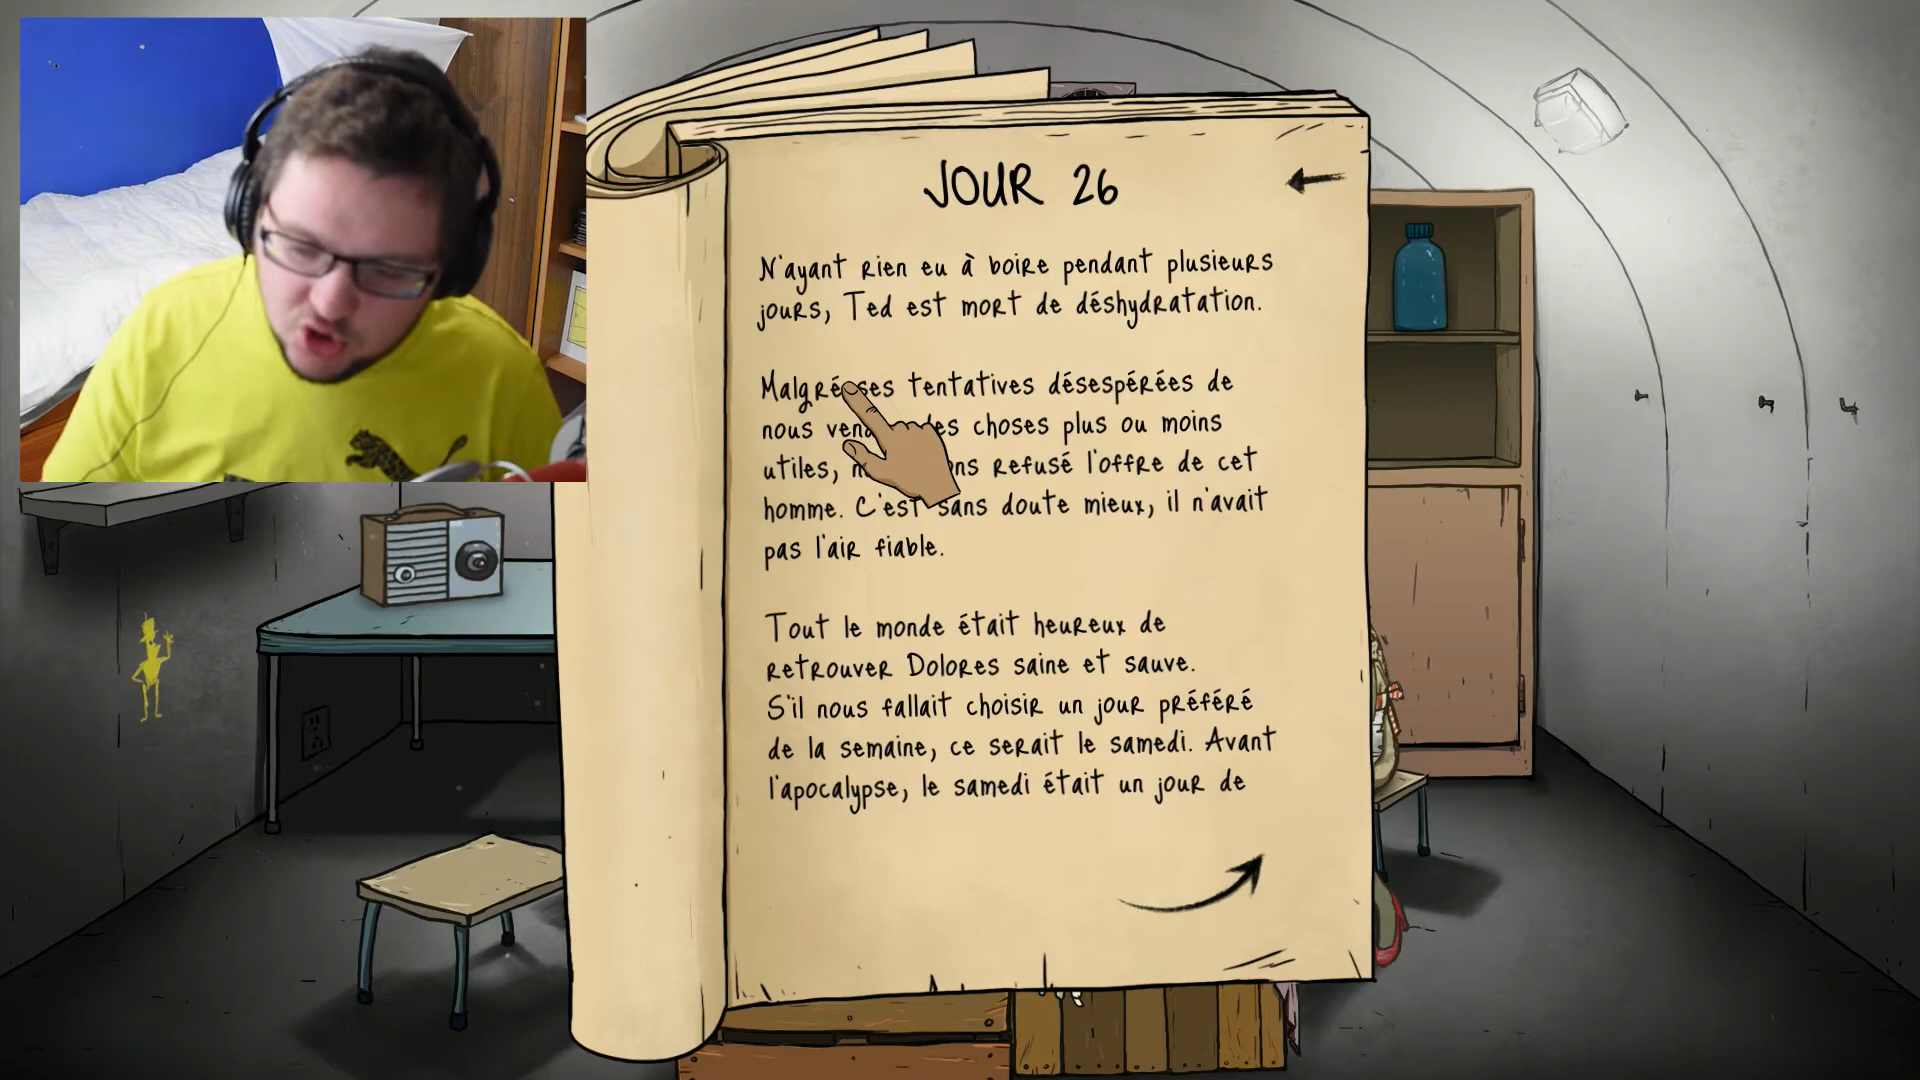 JOUR 26
N'ayant rien eu à boire pendant plusieurs
jours, Ted est mort de déshydratation.
Malgré ses tentatives désespérées de
nous choses plus ou moins
utiles, refusé l'offre de cet
homme. C'est sans doute mieux, il n'avait
pas l'air fiable.
Tout le monde était heureux de
retrouver Dolores saine et sauve.
S'il nous fallait choisir un jour préféré
de la semaine, ce serait le samedi. Avant
l'apocalypse, le samedi était un jour de